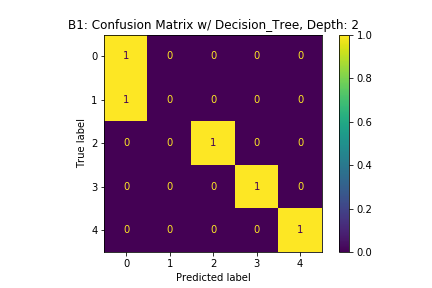 B1: Confusion Matrix w/ Decision_Tree, Depth: 2
True label
0 1 0 0 0 0
1 1 0 0 0 0
2 0 0 1 0 0
3 0 0 0 1 0
4 0 0 0 0 1
0 1 2 3 4
Predicted label
1.0
0.8
0.6
0.4
0.2
0.0